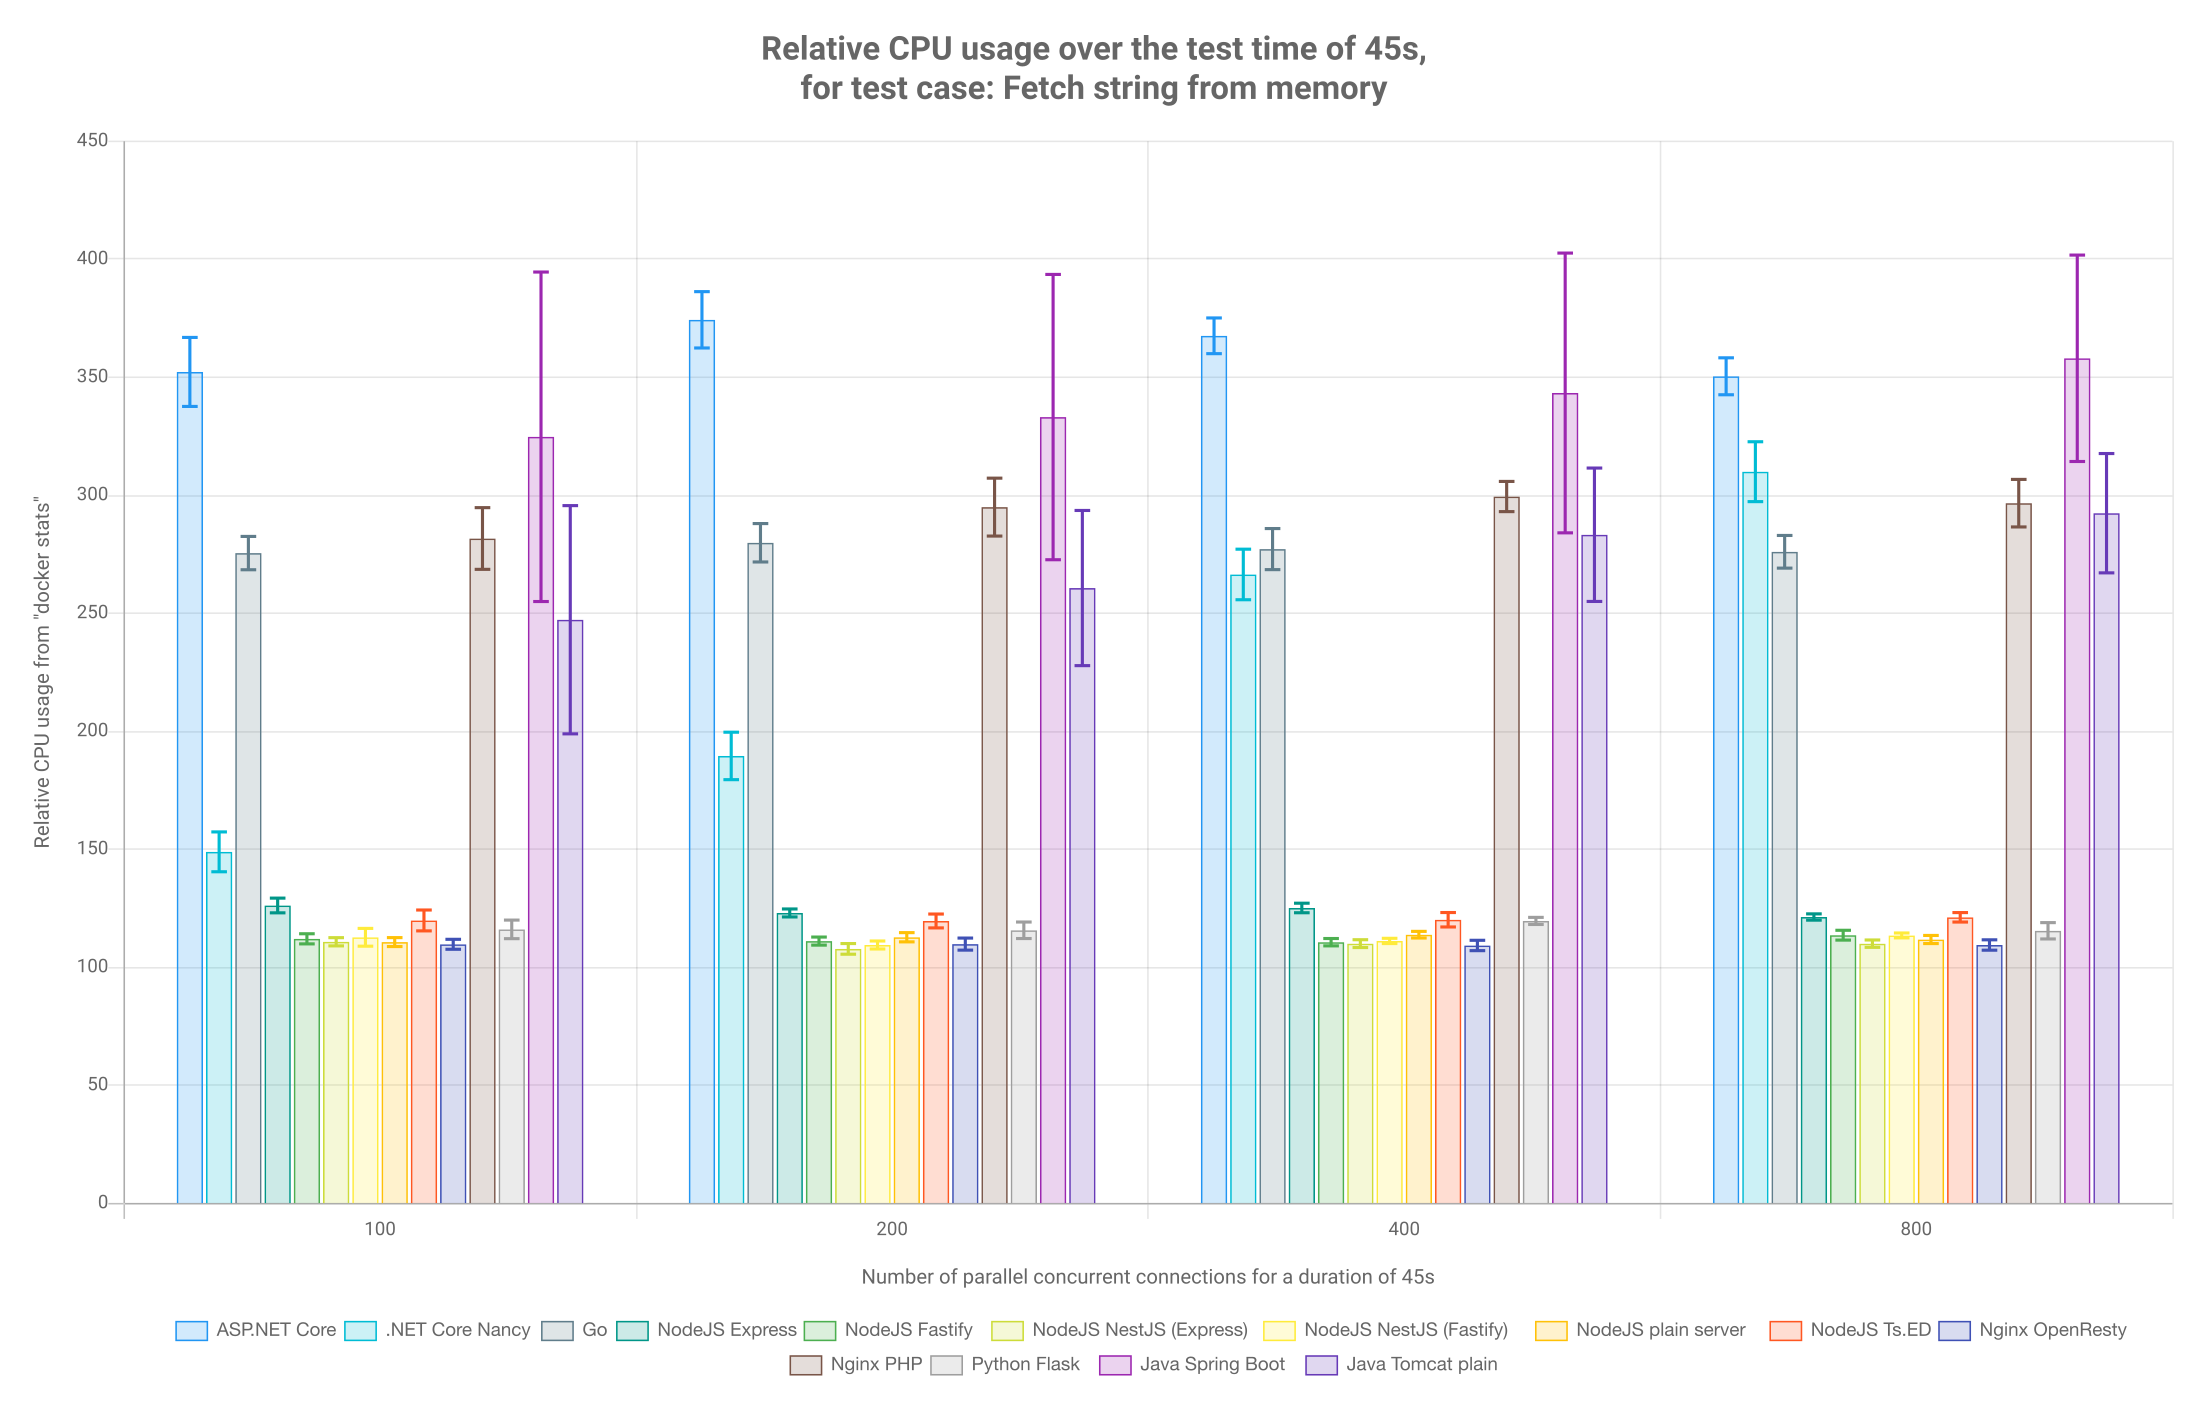 Relative CPU usage over the test time of 45s,
for test case: Fetch string from memory
450
400
350
300
250
200
150
100
50
0
Relative CPU usage from "docker stats"
100 200 400 800
Number of parallel concurrent connections for a duration of 45s
ASP.NET Core .NET Core Nancy Go NodeJS Express NodeJS Fastify NodeJS NestJS (Express) NodeJS NestJS (Fastify) NodeJS plain server NodeJS Ts.ED Nginx OpenResty
Nginx PHP Python Flask Java Spring Boot Java Tomcat plain